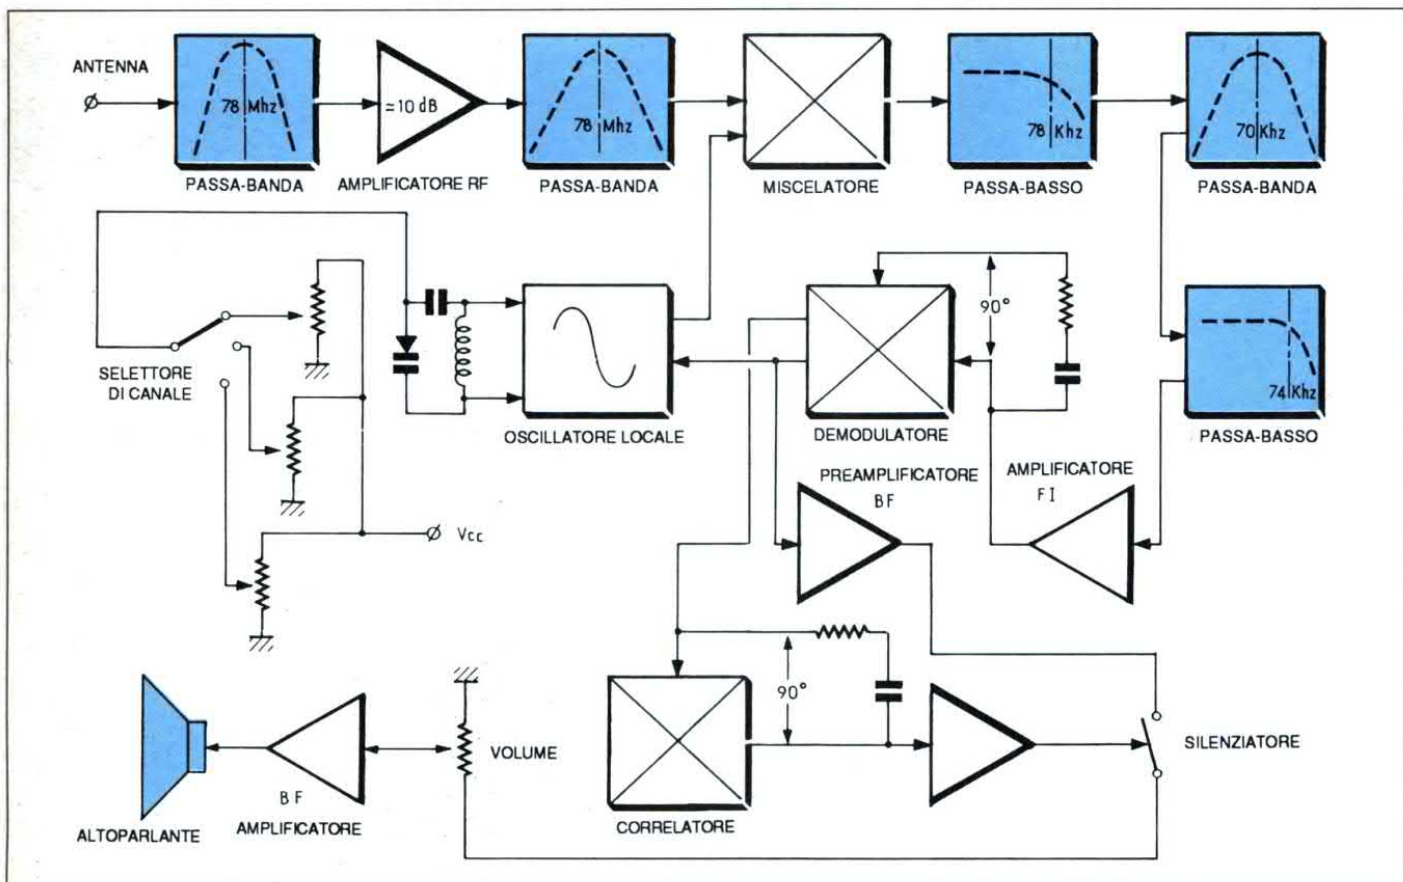 ANTENNA
78 Mhz
≃10 dB
78 Mhz
78 Khz
70 Khz
PASSA-BANDA
AMPLIFICATORE RF
PASSA-BANDA
MISCELATORE
PASSA-BASSO
PASSA-BANDA
90°
SELETTORE
DI CANALE
74 Khz
OSCILLATORE LOCALE
DEMODULATORE
PASSA-BASSO
PREAMPLIFICATORE
BF
AMPLIFICATORE
FI
Vcc
90°
VOLUME
SILENZIATORE
BF
AMPLIFICATORE
ALTOPARLANTE
CORRELATORE